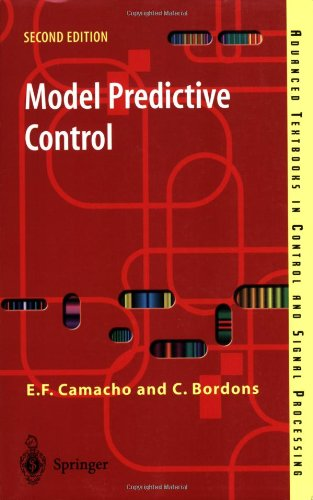 SECOND EDITION
Model Predictive
Control
ADVANCED TEXTBOOKS IN CONTROL AND SIGNAL PROCESSING
E.F. Camacho and C. Bordons
Springer